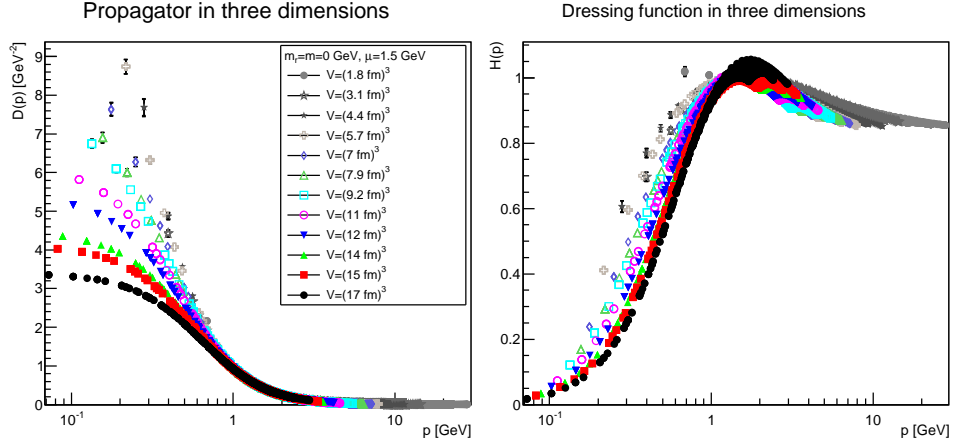 Propagator in three dimensions
D(p) [GeV⁻²]
9
8
7
6
5
4
3
2
1
0
10⁻¹
1
10
p [GeV]
mᵣ=m=0 GeV, μ=1.5 GeV
V=(1.8 fm)³
V=(3.1 fm)³
V=(4.4 fm)³
V=(5.7 fm)³
V=(7 fm)³
V=(7.9 fm)³
V=(9.2 fm)³
V=(11 fm)³
V=(12 fm)³
V=(14 fm)³
V=(15 fm)³
V=(17 fm)³
Dressing function in three dimensions
H(p)
1
0.8
0.6
0.4
0.2
0
10⁻¹
1
10
p [GeV]